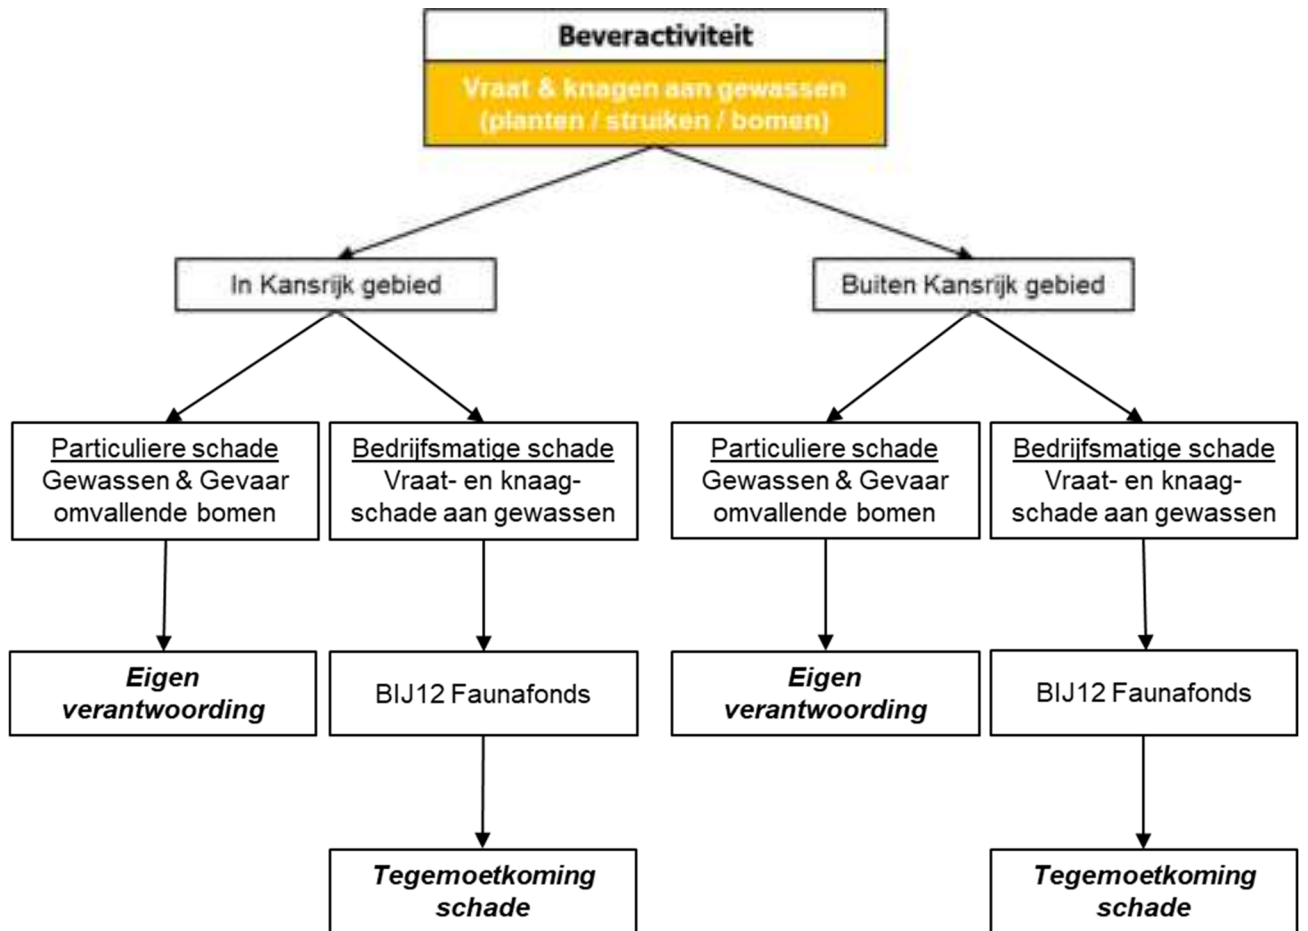 Beveractiviteit
Vraat & knagen aan gewassen
(planten / struiken / bomen)
In Kansrijk gebied
Buiten Kansrijk gebied
Particuliere schade
Gewassen & Gevaar
omvallende bomen
Bedrijfsmatige schade
Vraat- en knaag-
schade aan gewassen
Particuliere schade
Gewassen & Gevaar
omvallende bomen
Bedrijfsmatige schade
Vraat- en knaag-
schade aan gewassen
Eigen
verantwoording
BIJ12 Faunafonds
Eigen
verantwoording
BIJ12 Faunafonds
Tegemoetkoming
schade
Tegemoetkoming
schade